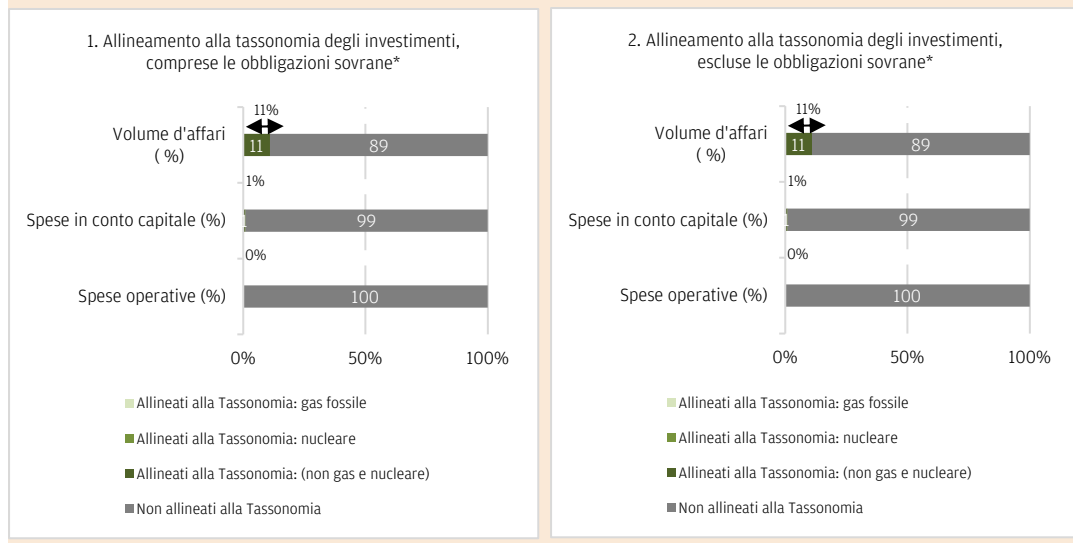 1. Allineamento alla tassonomia degli investimenti,
comprese le obbligazioni sovrane*
11%
Volume d'affari
( %)
11
89
1%
Spese in conto capitale (%)
1
99
0%
Spese operative (%)
100
0%
50%
100%
Allineati alla Tassonomia: gas fossile
Allineati alla Tassonomia: nucleare
Allineati alla Tassonomia: (non gas e nucleare)
Non allineati alla Tassonomia
2. Allineamento alla tassonomia degli investimenti,
escluse le obbligazioni sovrane*
11%
Volume d'affari
( %)
11
89
1%
Spese in conto capitale (%)
1
99
0%
Spese operative (%)
100
0%
50%
100%
Allineati alla Tassonomia: gas fossile
Allineati alla Tassonomia: nucleare
Allineati alla Tassonomia: (non gas e nucleare)
Non allineati alla Tassonomia